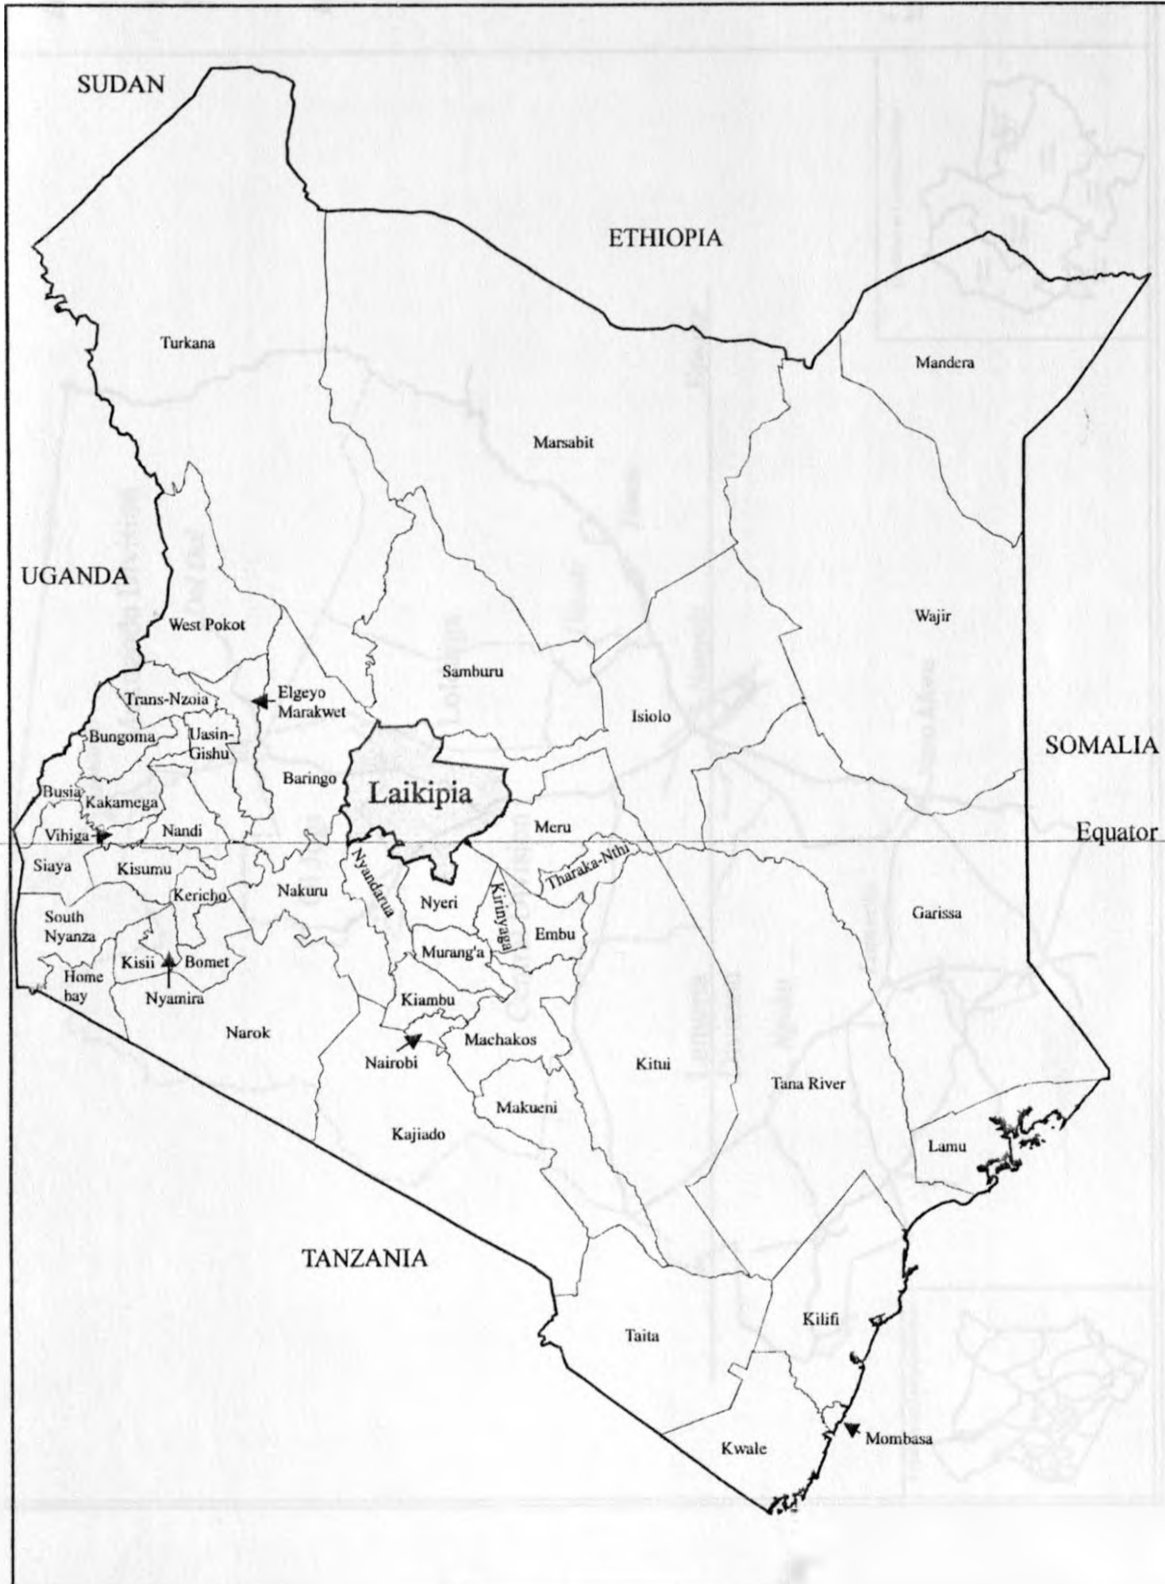 SUDAN
ETHIOPIA
Turkana
Mandera
Marsabit
UGANDA
West Pokot
Wajir
Samburu
Elgeyo
Marakwet
Trans-Nzoia
Isiolo
Bungoma
Uasin-
Gishu
SOMALIA
Baringo
Laikipia
Busia
Kakamega
Vihiga
Nandi
Meru
Equator
Siaya
Kisumu
Tharaka-Nthi
Kericho
Nakuru
Nyandarua
Nyeri
Kirinyaga
Garissa
South
Nyanza
Embu
Murang'a
Kisii
Bomet
Home
bay
Nyamira
Kiambu
Narok
Machakos
Nairobi
Kitui
Tana River
Makueni
Kajiado
Lamu
TANZANIA
Kilifi
Taita
Kwale
Mombasa